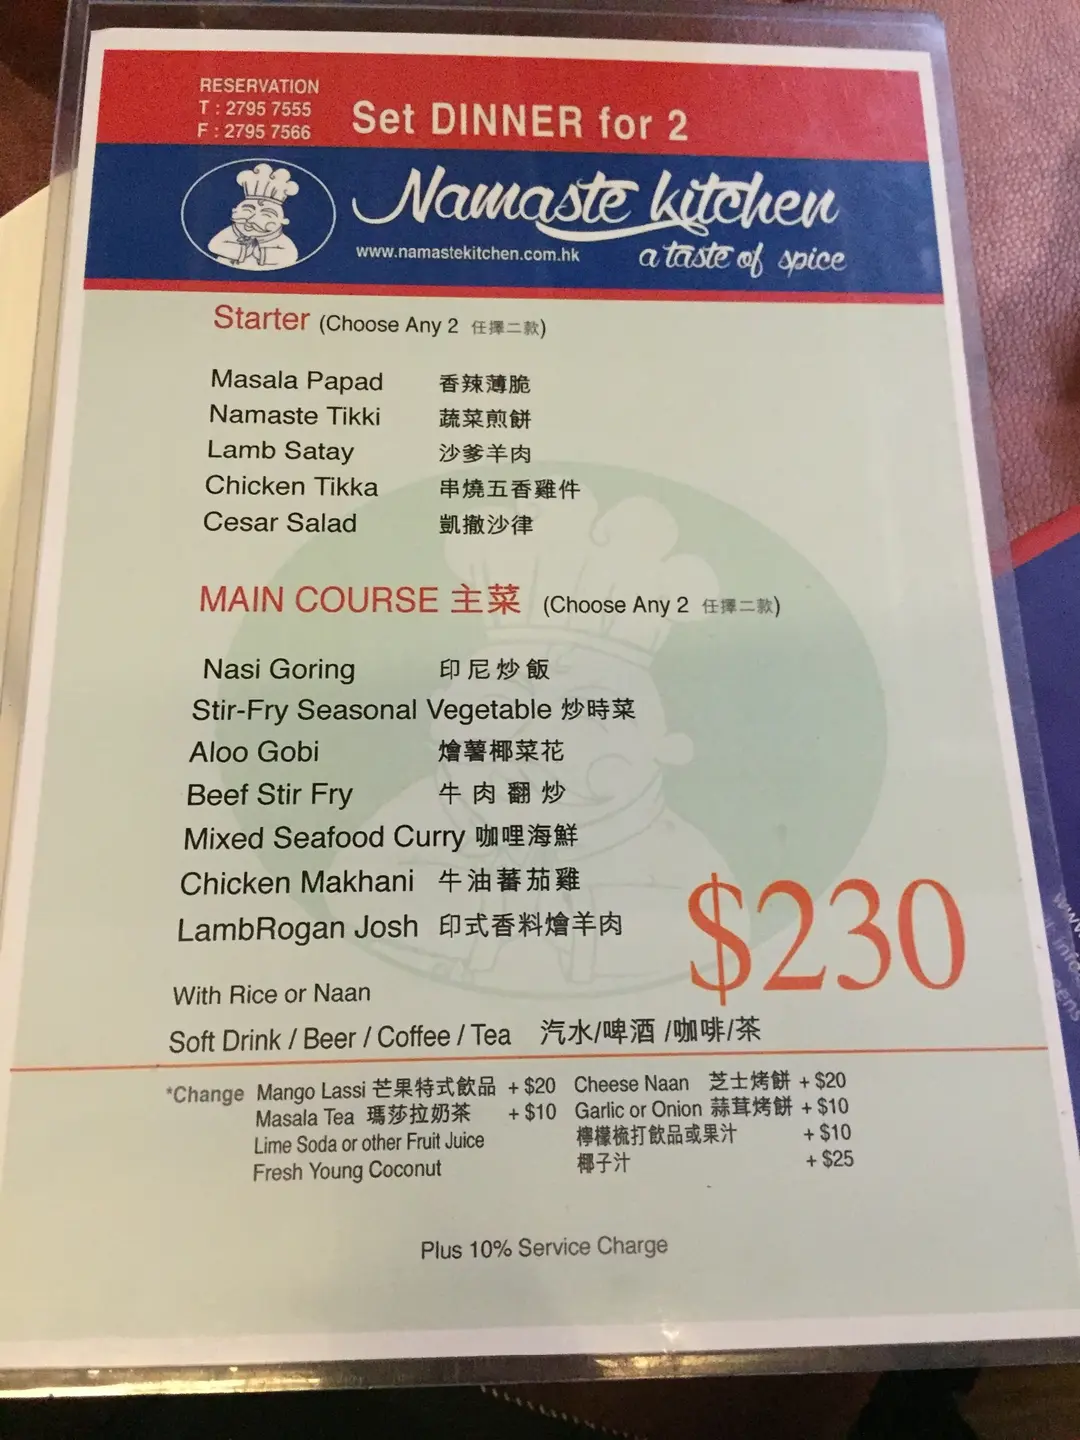 RESERVATION
T : 2795 7555
F : 2795 7566
Set DINNER for 2
Namaste kitchen
www.namastekitchen.com.hk
a taste of spice
Starter (Choose Any 2 任擇二款)
Masala Papad 香辣薄脆
Namaste Tikki 蔬菜煎餅
Lamb Satay 沙爹羊肉
Chicken Tikka 串燒五香雞件
Cesar Salad 凱撒沙律
MAIN COURSE 主菜 (Choose Any 2 任擇二款)
Nasi Goring 印尼炒飯
Stir-Fry Seasonal Vegetable 炒時菜
Aloo Gobi 燴薯椰菜花
Beef Stir Fry 牛肉翻炒
Mixed Seafood Curry 咖哩海鮮
Chicken Makhani 牛油蕃茄雞
LambRogan Josh 印式香料燴羊肉
$230
With Rice or Naan
Soft Drink / Beer / Coffee / Tea 汽水/啤酒 /咖啡/茶
*Change Mango Lassi 芒果特式飲品 + $20 Cheese Naan 芝士烤餅 + $20
Masala Tea 瑪莎拉奶茶 + $10 Garlic or Onion 蒜茸烤餅 + $10
Lime Soda or other Fruit Juice 檸檬梳打飲品或果汁 + $10
Fresh Young Coconut 椰子汁 + $25
Plus 10% Service Charge